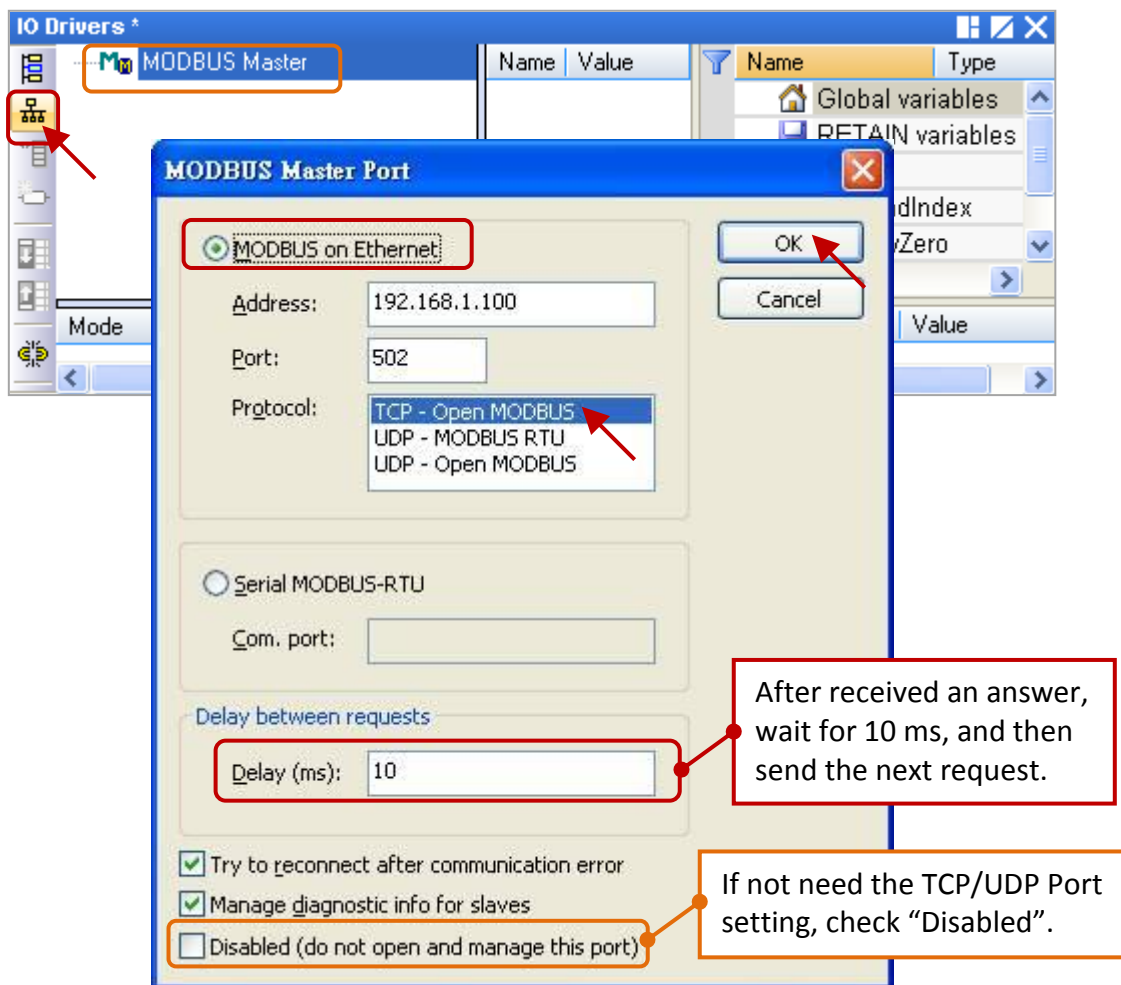 IO Drivers *
MODBUS Master
Name Value
Name Type
Global variables
RETAIN variables
MODBUS Master Port
MODBUS on Ethernet
OK
Address: 192.168.1.100
Cancel
Port: 502
Protocol: TCP - Open MODBUS
UDP - MODBUS RTU
UDP - Open MODBUS
dIndex
Zero
Mode
Value
Serial MODBUS-RTU
Com. port:
Delay between requests
Delay (ms): 10
After received an answer,
wait for 10 ms, and then
send the next request.
Try to reconnect after communication error
Manage diagnostic info for slaves
Disabled (do not open and manage this port)
If not need the TCP/UDP Port
setting, check “Disabled”.